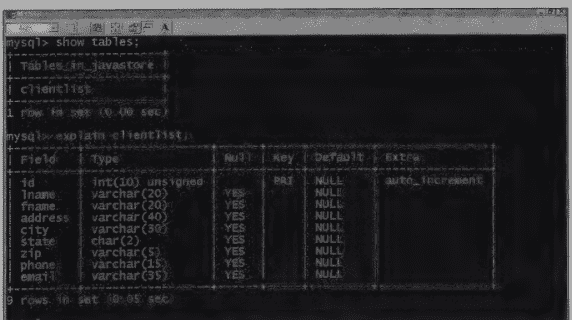 mysql> show tables;
| Tables_in_javastore |
| clientlist |
1 row in set (0.00 sec)
mysql> explain clientlist;
| Field | Type | Null | Key | Default | Extra |
| id | int(10) unsigned | | PRI | NULL | auto_increment |
| lname | varchar(20) | YES | | NULL | |
| fname | varchar(20) | YES | | NULL | |
| address | varchar(40) | YES | | NULL | |
| city | varchar(30) | YES | | NULL | |
| state | char(2) | YES | | NULL | |
| zip | varchar(5) | YES | | NULL | |
| phone | varchar(15) | YES | | NULL | |
| email | varchar(35) | YES | | NULL | |
9 rows in set (0.05 sec)